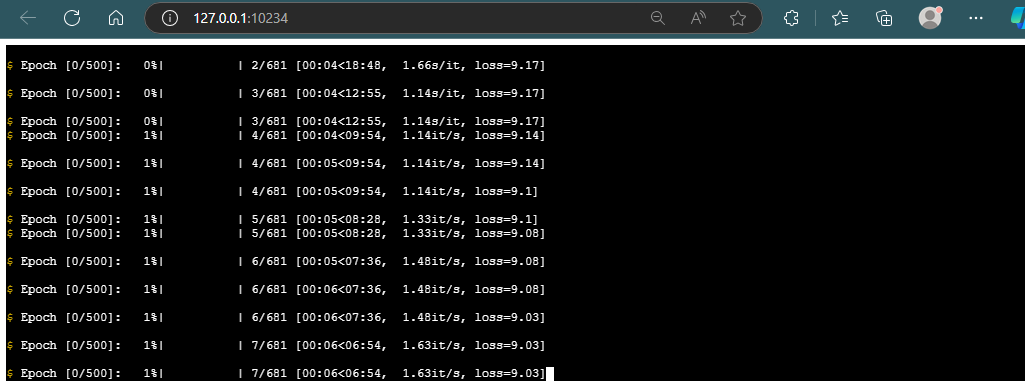 127.0.0.1:10234
$ Epoch [0/500]:   0%|          | 2/681 [00:04<18:48,  1.66s/it, loss=9.17]
$ Epoch [0/500]:   0%|          | 3/681 [00:04<12:55,  1.14s/it, loss=9.17]
$ Epoch [0/500]:   0%|          | 3/681 [00:04<12:55,  1.14s/it, loss=9.17]
$ Epoch [0/500]:   1%|          | 4/681 [00:04<09:54,  1.14it/s, loss=9.14]
$ Epoch [0/500]:   1%|          | 4/681 [00:05<09:54,  1.14it/s, loss=9.14]
$ Epoch [0/500]:   1%|          | 4/681 [00:05<09:54,  1.14it/s, loss=9.1]
$ Epoch [0/500]:   1%|          | 5/681 [00:05<08:28,  1.33it/s, loss=9.1]
$ Epoch [0/500]:   1%|          | 5/681 [00:05<08:28,  1.33it/s, loss=9.08]
$ Epoch [0/500]:   1%|          | 6/681 [00:05<07:36,  1.48it/s, loss=9.08]
$ Epoch [0/500]:   1%|          | 6/681 [00:06<07:36,  1.48it/s, loss=9.08]
$ Epoch [0/500]:   1%|          | 6/681 [00:06<07:36,  1.48it/s, loss=9.03]
$ Epoch [0/500]:   1%|          | 7/681 [00:06<06:54,  1.63it/s, loss=9.03]
$ Epoch [0/500]:   1%|          | 7/681 [00:06<06:54,  1.63it/s, loss=9.03]